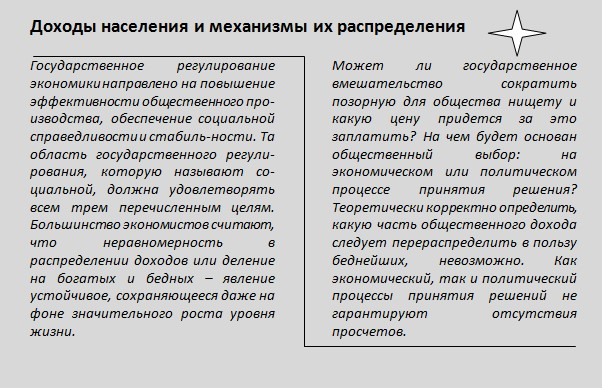 Доходы населения и механизмы их распределения
Государственное регулирование
экономики направлено на повышение
эффективности общественного про-
изводства, обеспечение социальной
справедливости и стабиль-ности. Та
область государственного регули-
рования, которую называют со-
циальной, должна удовлетворять
всем трем перечисленным целям.
Большинство экономистов считают,
что неравномерность в
распределении доходов или деление
на богатых и бедных – явление
устойчивое, сохраняющееся даже на
фоне значительного роста уровня
жизни.
Может ли государственное
вмешательство сократить
позорную для общества нищету и
какую цену придется за это
заплатить? На чем будет основан
общественный выбор: на
экономическом или политическом
процессе принятия решения?
Теоретически корректно определить,
какую часть общественного дохода
следует перераспределить в пользу
беднейших, невозможно. Как
экономический, так и политический
процессы принятия решений не
гарантируют отсутствия
просчетов.